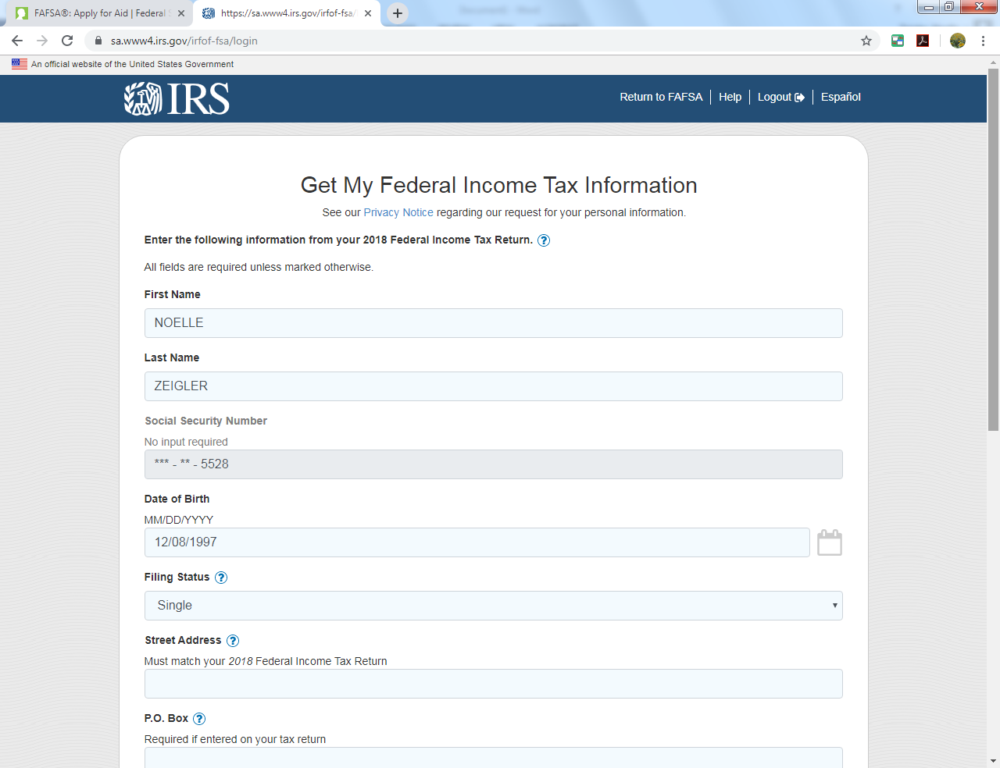 FAFSA®: Apply for Aid | Federal S
https://sa.www4.irs.gov/irfof-fsa/
sa.www4.irs.gov/irfof-fsa/login
An official website of the United States Government
IRS
Return to FAFSA
Help
Logout
Español
Get My Federal Income Tax Information
See our Privacy Notice regarding our request for your personal information.
Enter the following information from your 2018 Federal Income Tax Return. ?
All fields are required unless marked otherwise.
First Name
NOELLE
Last Name
ZEIGLER
Social Security Number
No input required
*** - ** - 5528
Date of Birth
MM/DD/YYYY
12/08/1997
Filing Status ?
Single
Street Address ?
Must match your 2018 Federal Income Tax Return
P.O. Box ?
Required if entered on your tax return